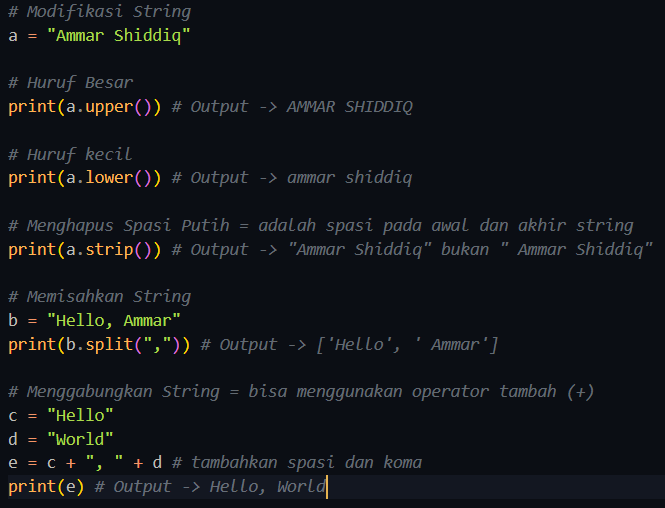 # Modifikasi String
a = "Ammar Shiddiq"
# Huruf Besar
print(a.upper()) # Output -> AMMAR SHIDDIQ
# Huruf kecil
print(a.lower()) # Output -> ammar shiddiq
# Menghapus Spasi Putih = adalah spasi pada awal dan akhir string
print(a.strip()) # Output -> "Ammar Shiddiq" bukan " Ammar Shiddiq"
# Memisahkan String
b = "Hello, Ammar"
print(b.split(",")) # Output -> ['Hello', ' Ammar']
# Menggabungkan String = bisa menggunakan operator tambah (+)
c = "Hello"
d = "World"
e = c + ", " + d # tambahkan spasi dan koma
print(e) # Output -> Hello, World